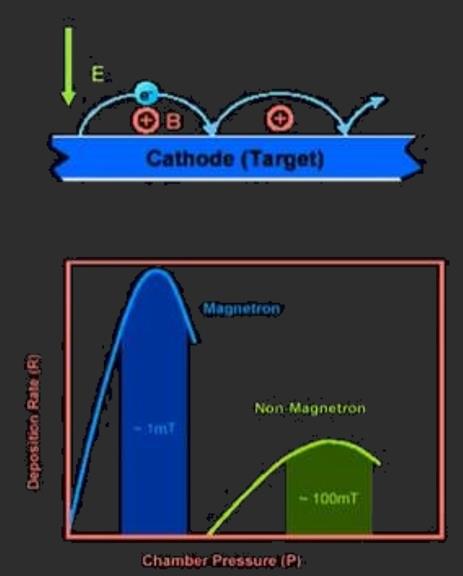 E
e-
+ B
+
Cathode (Target)
Magnetron
Non-Magnetron
~ 1mT
~ 100mT
Deposition Rate (R)
Chamber Pressure (P)